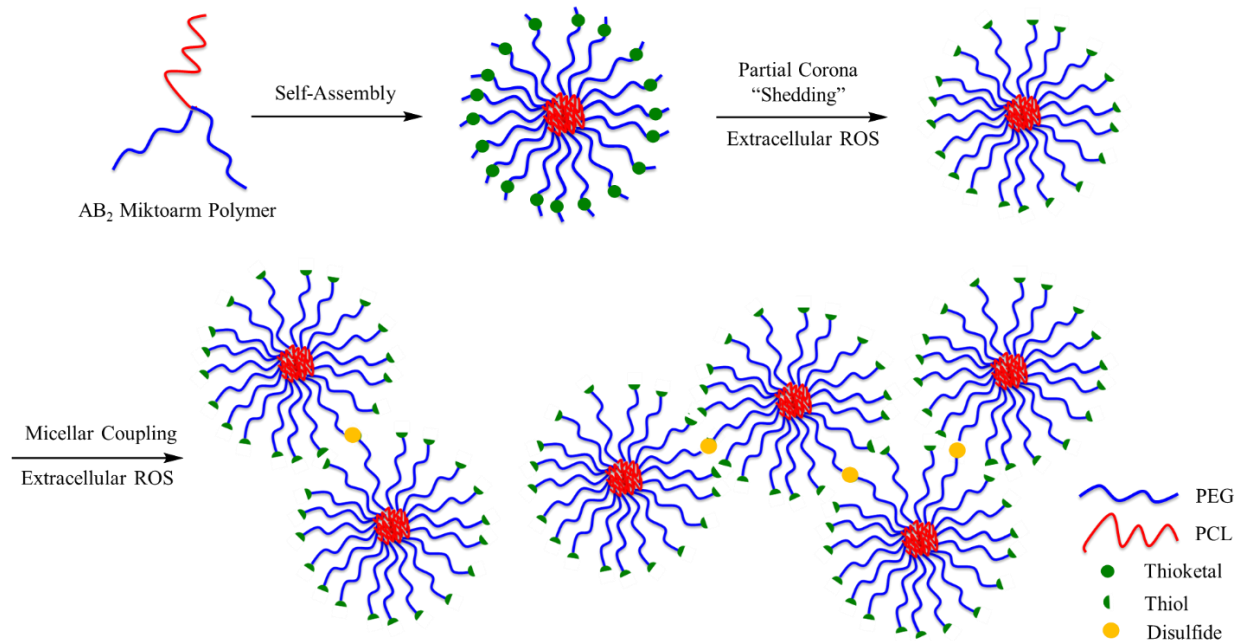 Self-Assembly
Partial Corona
“Shedding”
Extracellular ROS
AB₂ Miktoarm Polymer
Micellar Coupling
Extracellular ROS
PEG
PCL
Thioketal
Thiol
Disulfide